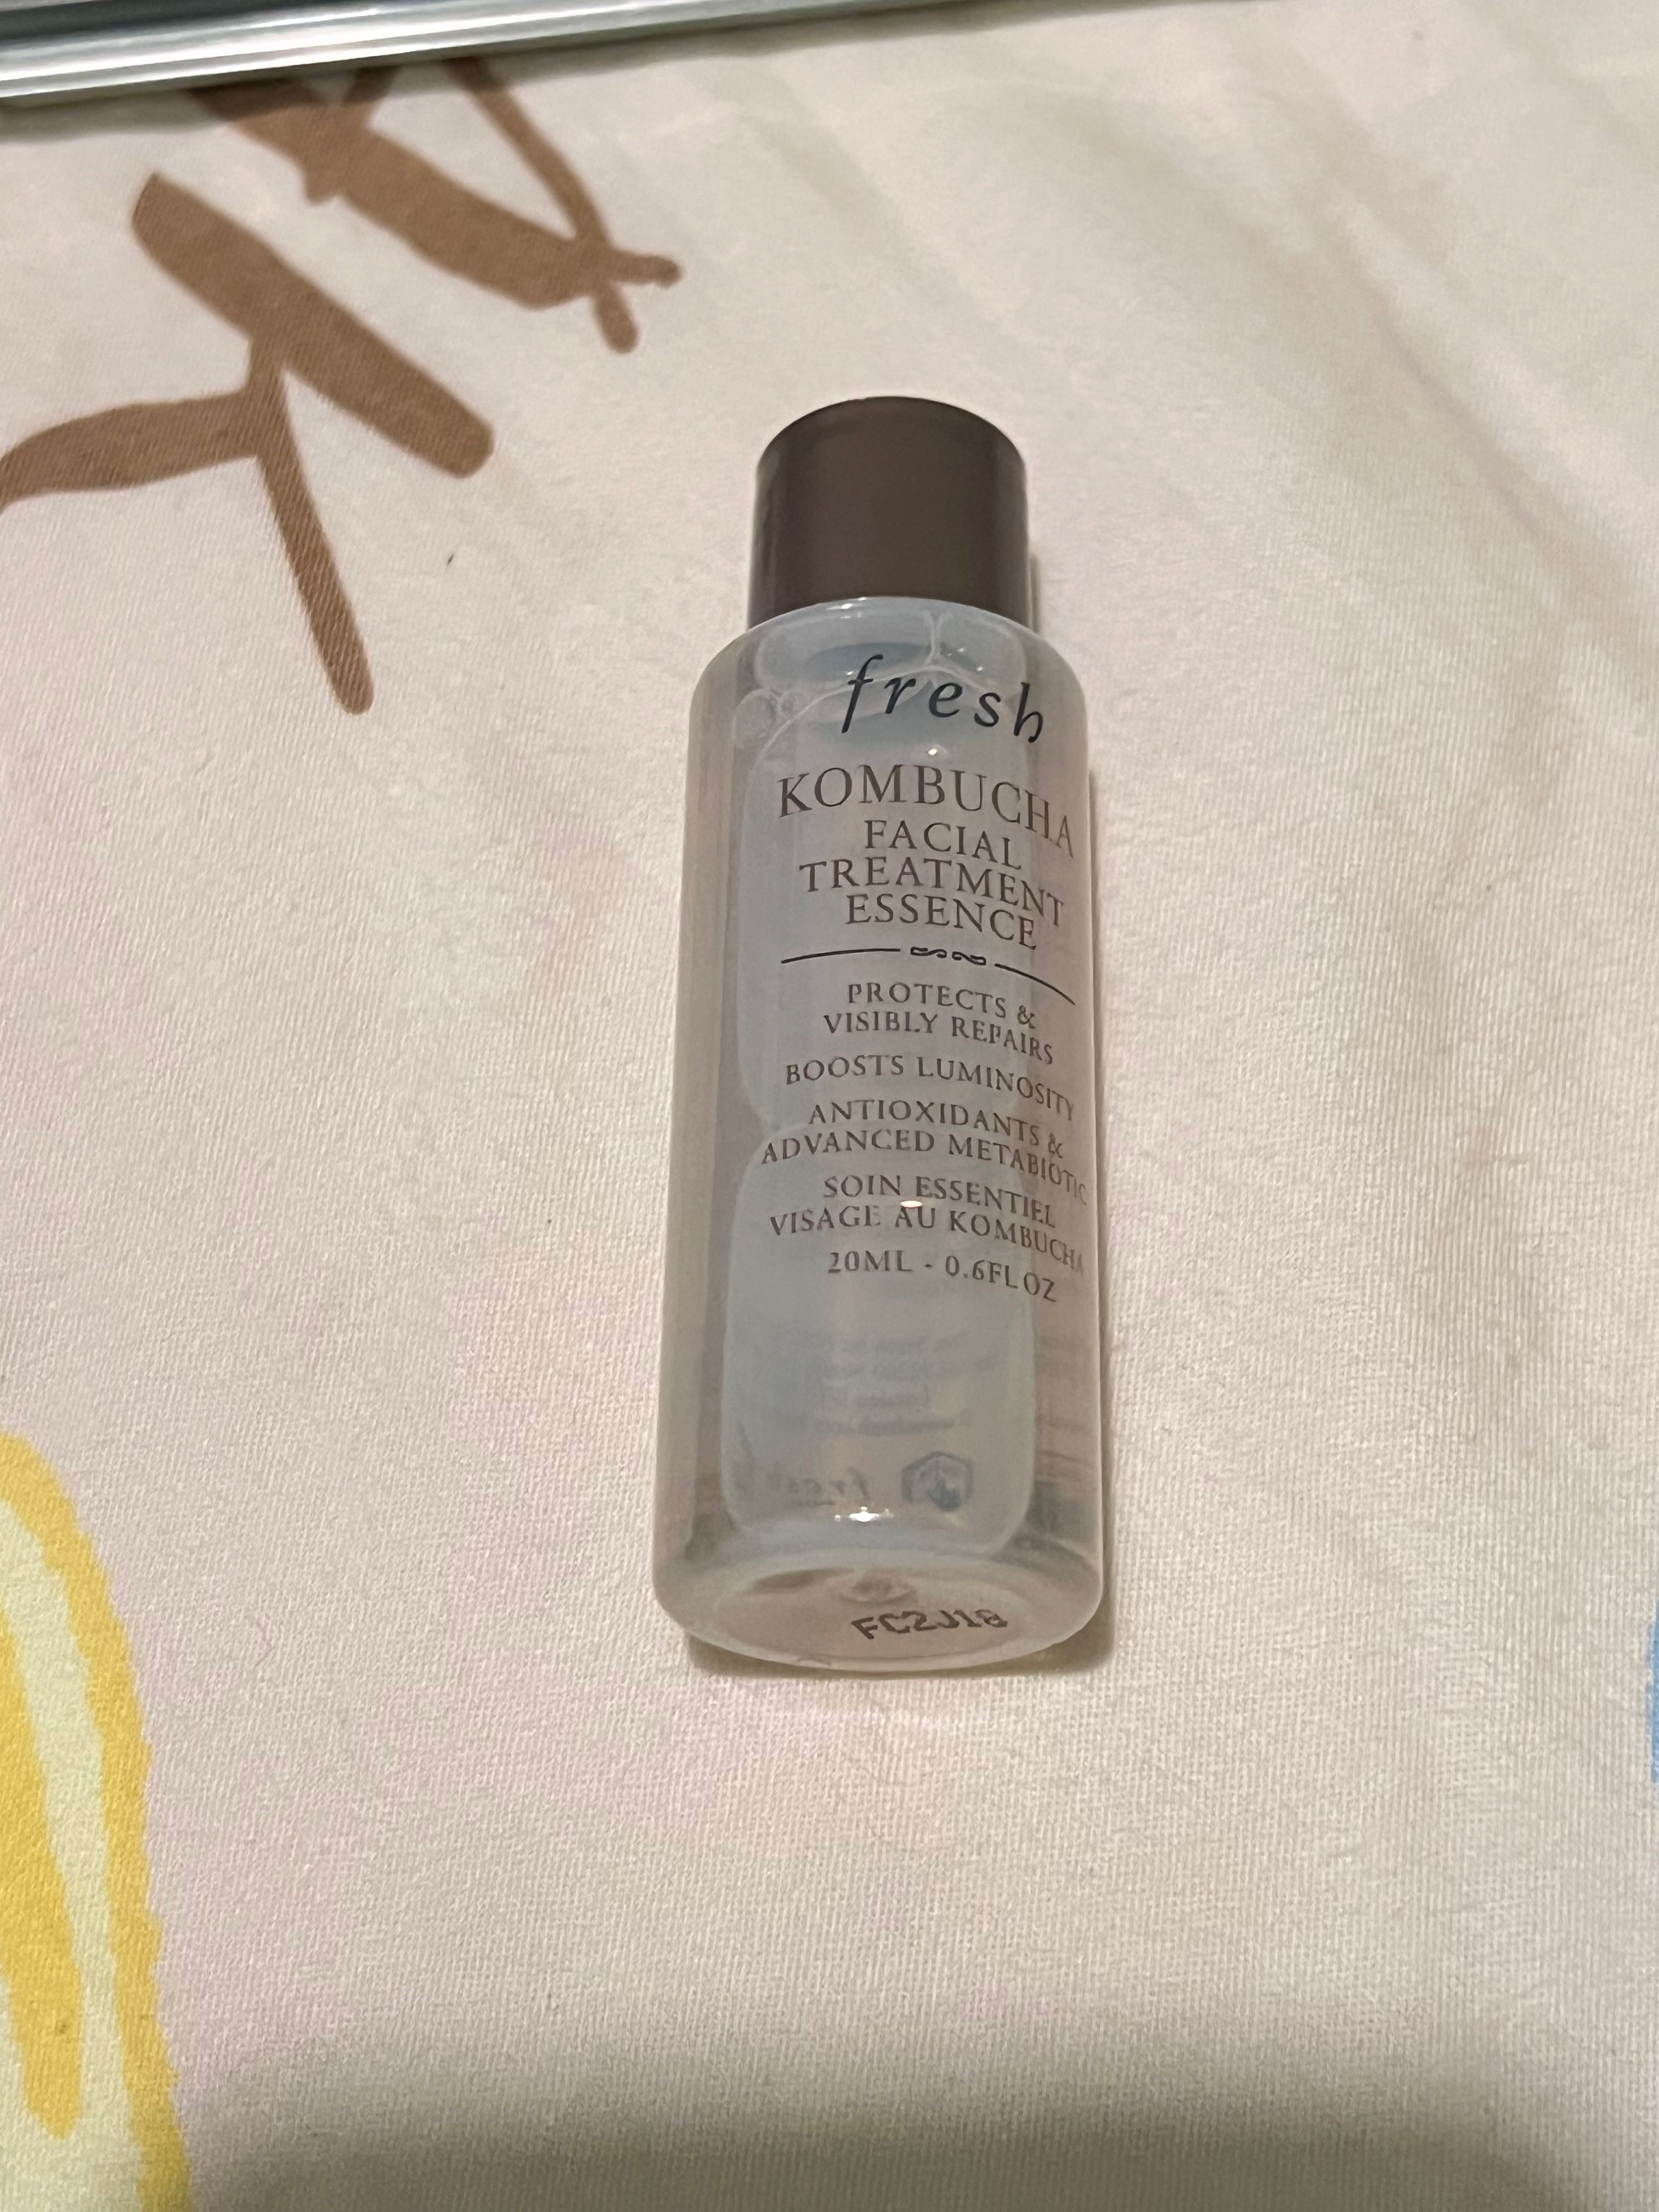 fresh
KOMBUCHA
FACIAL
TREATMENT
ESSENCE
PROTECTS &
VISIBLY REPAIRS
BOOSTS LUMINOSITY
ANTIOXIDANTS &
ADVANCED METABIOTIC
SOIN ESSENTIEL
VISAGE AU KOMBUCHA
20ML - 0.6FL OZ
fresh
FC2J18